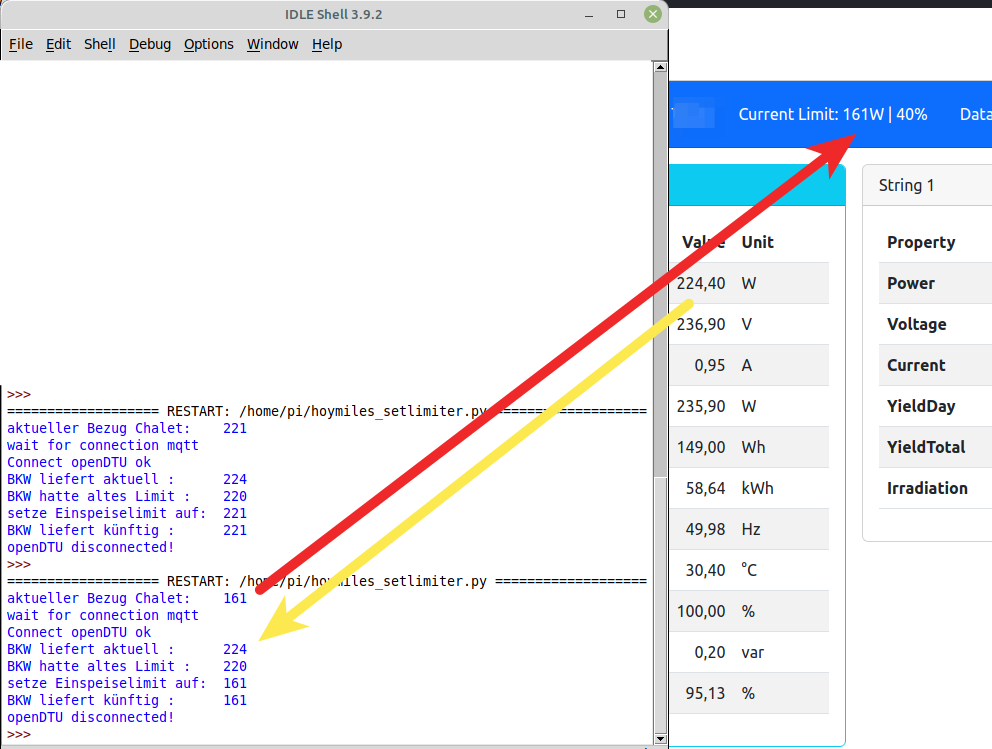 IDLE Shell 3.9.2
File Edit Shell Debug Options Window Help
>>>
=================== RESTART: /home/pi/hoymiles_setlimiter.py ===================
aktueller Bezug Chalet: 221
wait for connection mqtt
Connect openDTU ok
BKW liefert aktuell : 224
BKW hatte altes Limit : 220
setze Einspeiselimit auf: 221
BKW liefert künftig : 221
openDTU disconnected!
>>>
=================== RESTART: /home/pi/hoymiles_setlimiter.py ===================
aktueller Bezug Chalet: 161
wait for connection mqtt
Connect openDTU ok
BKW liefert aktuell : 224
BKW hatte altes Limit : 220
setze Einspeiselimit auf: 161
BKW liefert künftig : 161
openDTU disconnected!
>>>
Current Limit: 161W | 40% Data
Value Unit
224,40 W
236,90 V
0,95 A
235,90 W
149,00 Wh
58,64 kWh
49,98 Hz
30,40 °C
100,00 %
0,20 var
95,13 %
String 1
Property
Power
Voltage
Current
YieldDay
YieldTotal
Irradiation